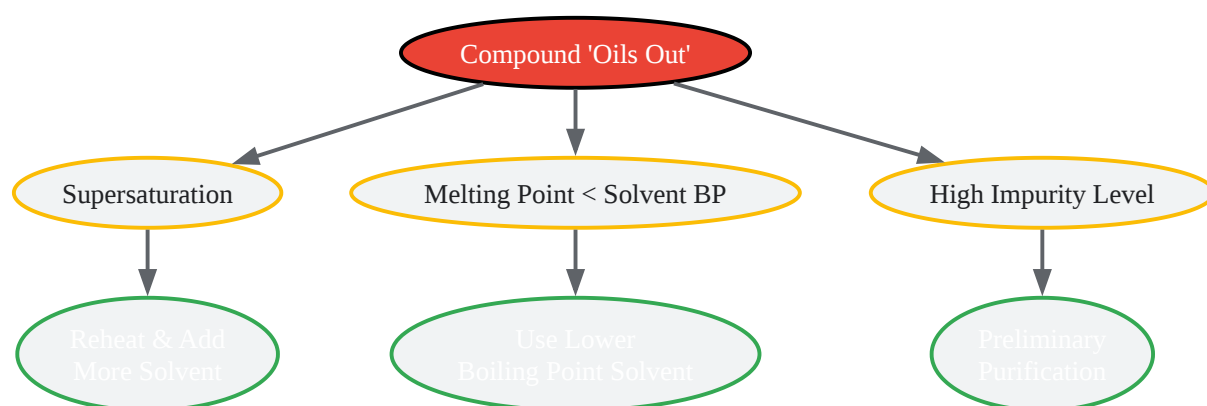 Compound 'Oils Out'
Supersaturation
Melting Point < Solvent BP
High Impurity Level
Reheat & Add
More Solvent
Use Lower
Boiling Point Solvent
Preliminary
Purification